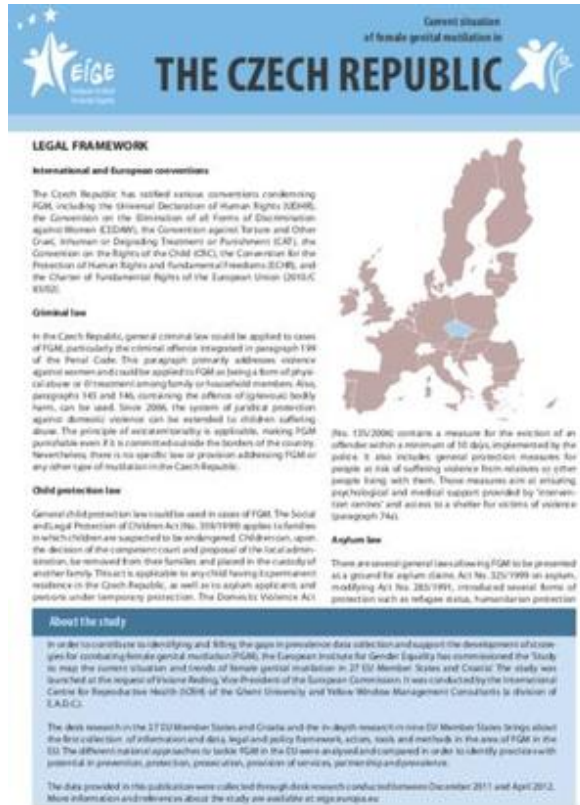 Current situation
of female genital mutilation in
THE CZECH REPUBLIC
EIGE
LEGAL FRAMEWORK
International and European conventions
The Czech Republic has ratified various conventions condemning
FGM, including the Universal Declaration of Human Rights (UDHR),
the Convention on the Elimination of all Forms of Discrimination
against Women (CEDAW), the Convention against Torture and Other
Cruel, Inhuman or Degrading Treatment or Punishment (CAT), the
Convention on the Rights of the Child (CRC), the Convention for the
Protection of Human Rights and Fundamental Freedoms (ECHR), and
the Charter of Fundamental Rights of the European Union (2010/C
83/02).
Criminal law
In the Czech Republic, general criminal law could be applied to cases
of FGM, particularly the criminal offence integrated in paragraph 199
of the Penal Code. This paragraph primarily addresses violence
against women and could be applied to FGM as being a form of physi-
cal abuse or ill treatment among family or household members. Also,
paragraphs 145 and 146, containing the offence of (grievous) bodily
harm, can be used. Since 2006, the system of juridical protection
against domestic violence can be extended to children suffering
abuse. The principle of extraterritoriality is applicable, making FGM
punishable even if it is committed outside the borders of the country.
Nevertheless, there is no specific law or provision addressing FGM or
any other type of mutilation in the Czech Republic.
Child protection law
General child protection law could be used in cases of FGM. The Social
and Legal Protection of Children Act (No. 359/1999) applies to families
in which children are suspected to be endangered. Children can, upon
the decision of the competent court and proposal of the local admin-
istration, be removed from their families and placed in the custody of
another family. This act is applicable to any child having its permanent
residence in the Czech Republic, as well as to asylum applicants and
persons under temporary protection. The Domestic Violence Act
(No. 135/2006) contains a measure for the eviction of an
offender within a minimum of 10 days, implemented by the
police. It also includes general protection measures for
people at risk of suffering violence from relatives or other
people living with them. Those measures aim at ensuring
psychological and medical support provided by 'interven-
tion centres' and access to a shelter for victims of violence
(paragraph 74a).
Asylum law
There are several general laws allowing FGM to be presented
as a ground for asylum claims. Act No. 325/1999 on asylum,
modifying Act No. 283/1991, introduced several forms of
protection such as refugee status, humanitarian protection
About the study
In order to contribute to identifying and filling the gaps in prevalence data collection and support the development of strate-
gies for combating female genital mutilation (FGM), the European Institute for Gender Equality has commissioned the 'Study
to map the current situation and trends of female genital mutilation in 27 EU Member States and Croatia'. The study was
launched at the request of Viviane Reding, Vice-President of the European Commission. It was conducted by the International
Centre for Reproductive Health (ICRH) of the Ghent University and Yellow Window Management Consultants (a division of
E.A.D.C.).
The desk research in the 27 EU Member States and Croatia and the in-depth research in nine EU Member States brings about
the first collection of information and data, legal and policy framework, actors, tools and methods in the area of FGM in the
EU. The different national approaches to tackle FGM in the EU were analysed and compared in order to identify practices with
potential in prevention, protection, prosecution, provision of services, partnership and prevalence.
The data provided in this publication were collected through desk research conducted between December 2011 and April 2012.
More information and references about the study are available at eige.europa.eu